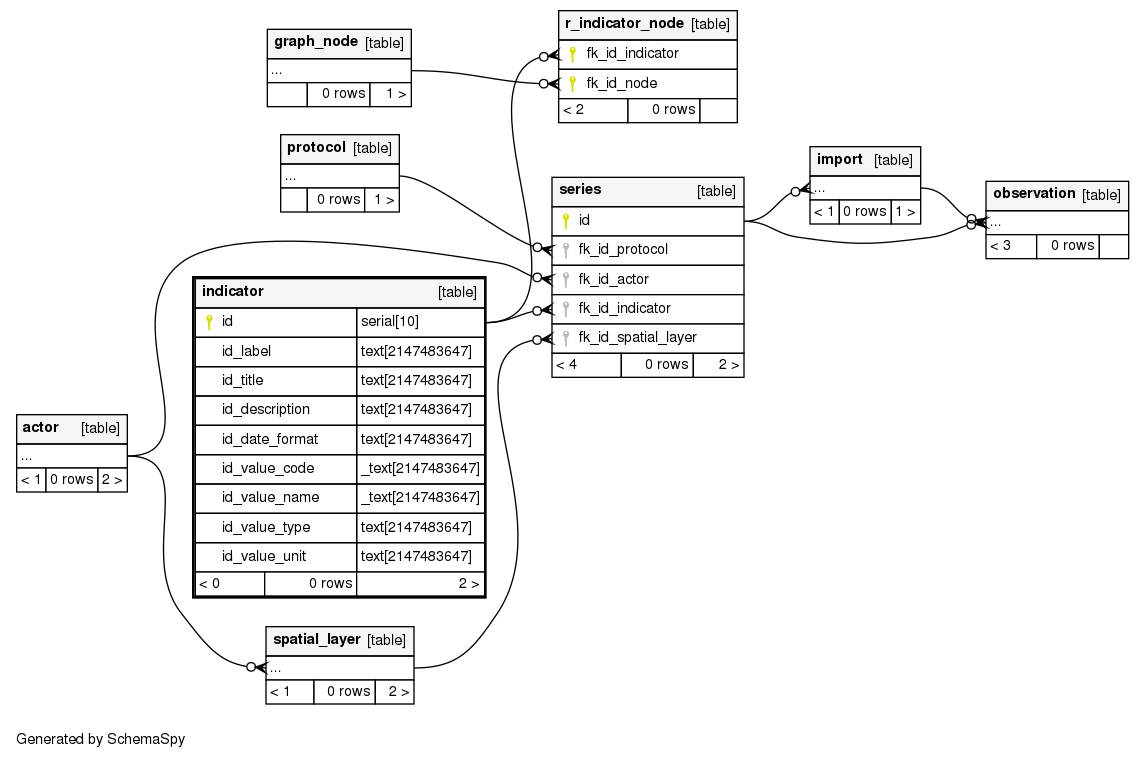 r_indicator_node [table]
fk_id_indicator
fk_id_node
< 2 0 rows
graph_node [table]
...
0 rows 1 >
protocol [table]
...
0 rows 1 >
series [table]
id
fk_id_protocol
fk_id_actor
fk_id_indicator
fk_id_spatial_layer
< 4 0 rows 2 >
import [table]
...
< 1 0 rows 1 >
observation [table]
...
< 3 0 rows
indicator [table]
id serial[10]
id_label text[2147483647]
id_title text[2147483647]
id_description text[2147483647]
id_date_format text[2147483647]
id_value_code _text[2147483647]
id_value_name _text[2147483647]
id_value_type text[2147483647]
id_value_unit text[2147483647]
< 0 0 rows 2 >
actor [table]
...
< 1 0 rows 2 >
spatial_layer [table]
...
< 1 0 rows 2 >
Generated by SchemaSpy